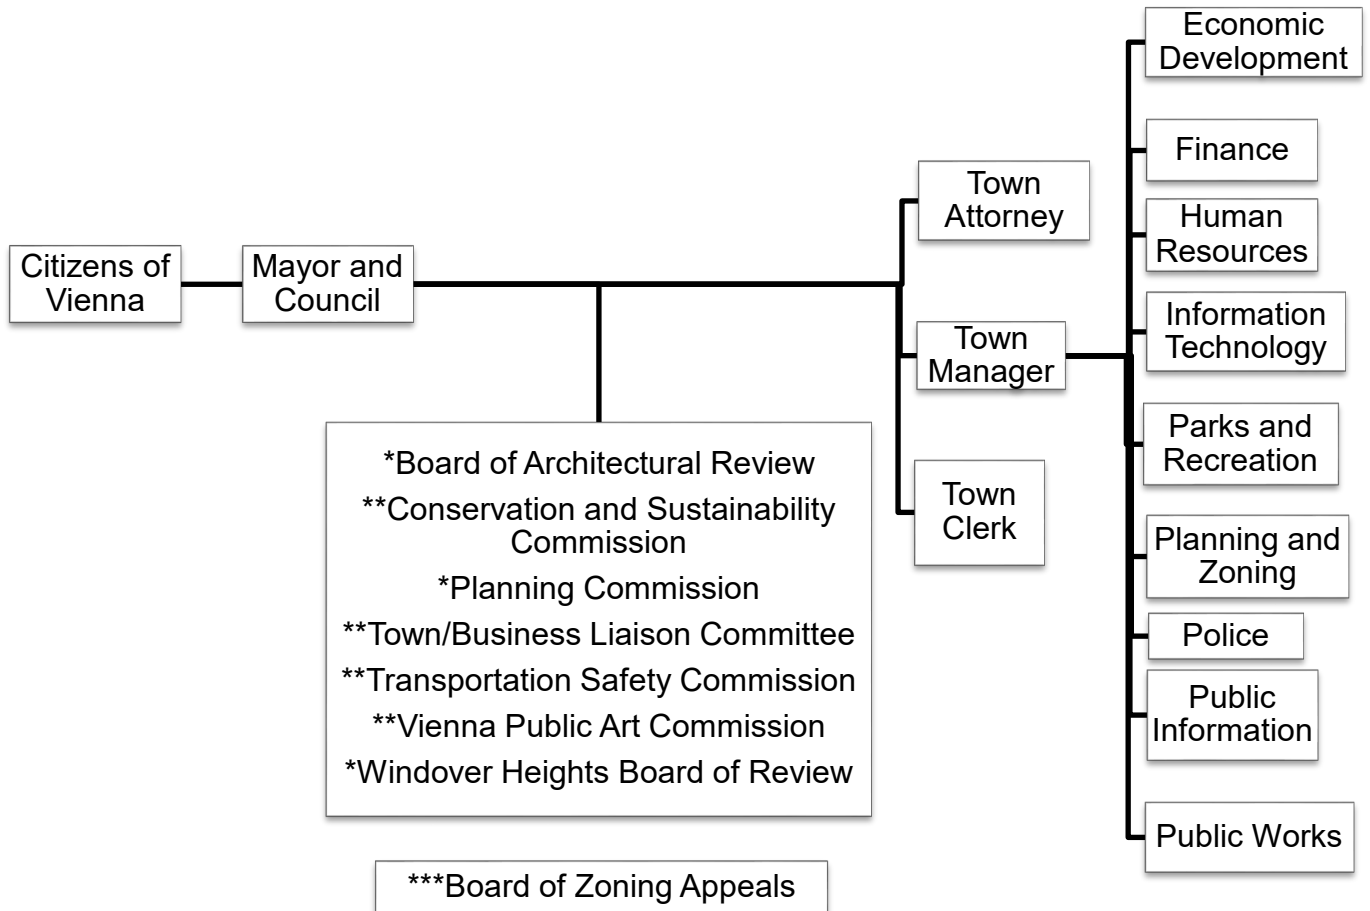 Citizens of
Vienna
Mayor and
Council
*Board of Architectural Review
**Conservation and Sustainability
Commission
*Planning Commission
**Town/Business Liaison Committee
**Transportation Safety Commission
**Vienna Public Art Commission
*Windover Heights Board of Review
***Board of Zoning Appeals
Town
Attorney
Town
Manager
Town
Clerk
Economic
Development
Finance
Human
Resources
Information
Technology
Parks and
Recreation
Planning and
Zoning
Police
Public
Information
Public Works